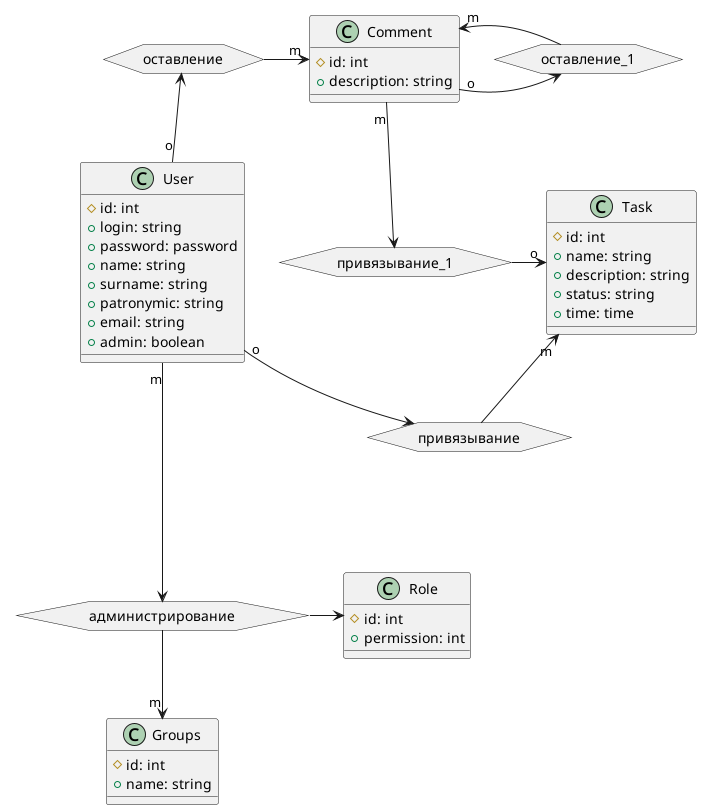 оставление
m
C Comment
# id: int
description: string
m
оставление_1
o
o
m
C User
id: int
login: string
password: password
name: string
surname: string
patronymic: string
email: string
admin: boolean
C Task
id: int
name: string
description: string
status: string
time: time
привязывание_1
o
o
m
m
привязывание
администрирование
C Role
id: int
permission: int
m
C Groups
id: int
name: string